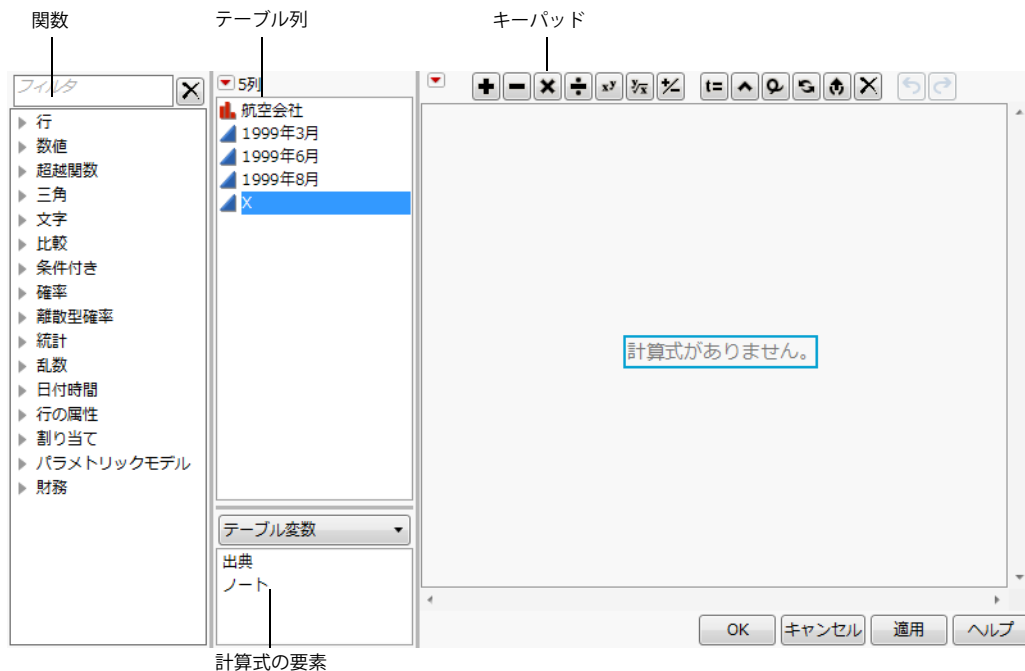 関数
テーブル列
キーパッド
フィルタ
行
数値
超越関数
三角
文字
比較
条件付き
確率
離散型確率
統計
乱数
日付時間
行の属性
割り当て
パラメトリックモデル
財務
5列
航空会社
1999年3月
1999年6月
1999年8月
X
テーブル変数
出典
ノート
t=
計算式がありません。
OK
キャンセル
適用
ヘルプ
計算式の要素